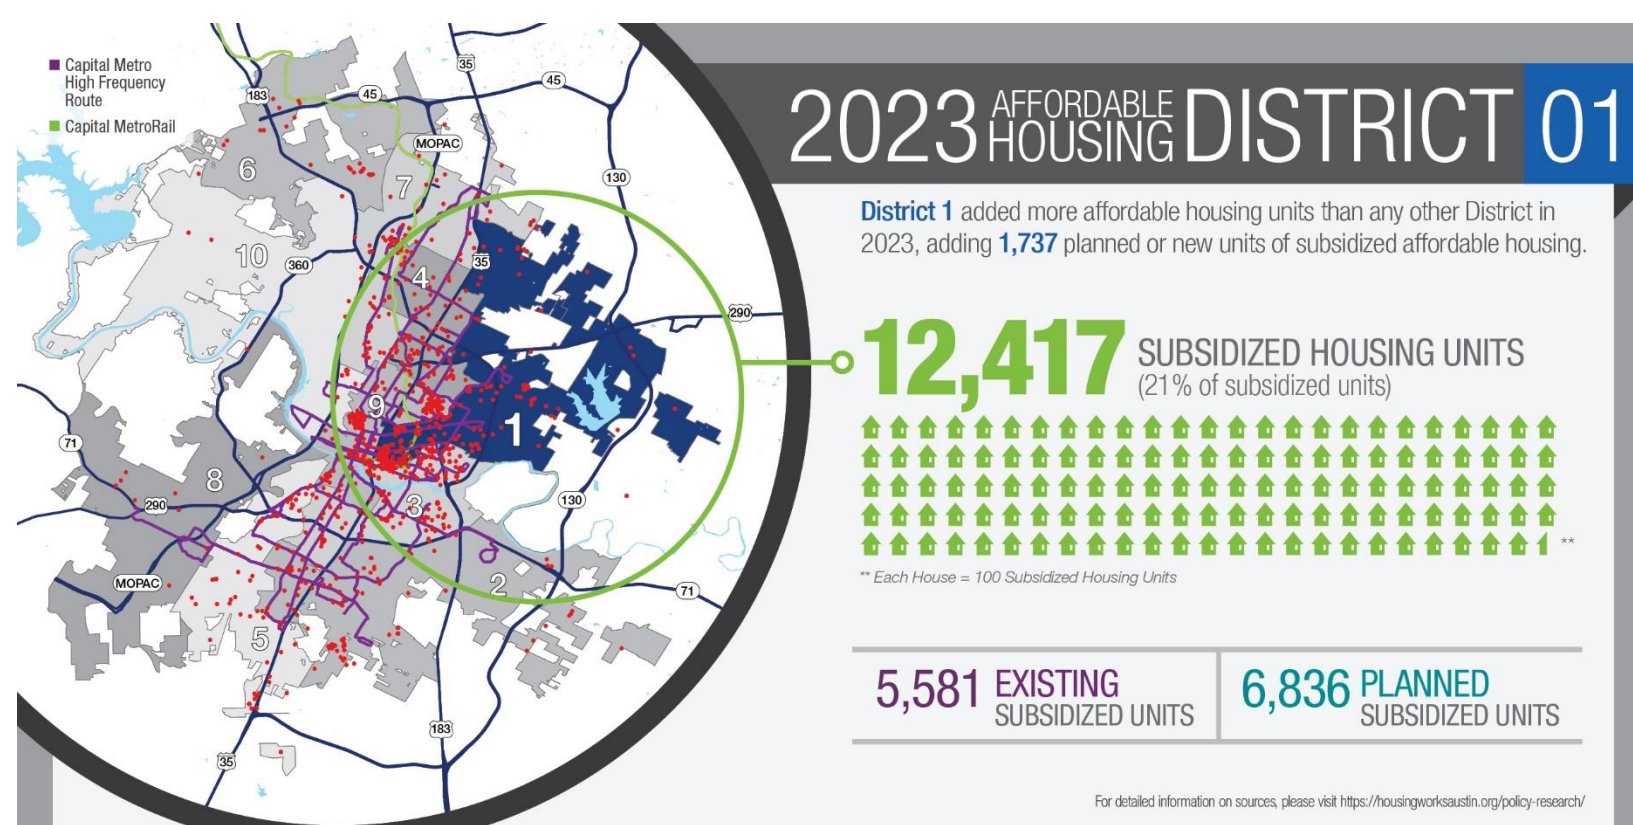 Capital Metro
High Frequency
Route
Capital MetroRail
2023 AFFORDABLE HOUSING DISTRICT 01
District 1 added more affordable housing units than any other District in
2023, adding 1,737 planned or new units of subsidized affordable housing.
12,417 SUBSIDIZED HOUSING UNITS
(21% of subsidized units)
**
** Each House = 100 Subsidized Housing Units
5,581 EXISTING
SUBSIDIZED UNITS
6,836 PLANNED
SUBSIDIZED UNITS
For detailed information on sources, please visit https://housingworksaustin.org/policy-research/
35
45
183
45
MOPAC
6
7
130
10
360
35
4
290
9
1
71
8
290
3
130
MOPAC
2
71
5
183
35